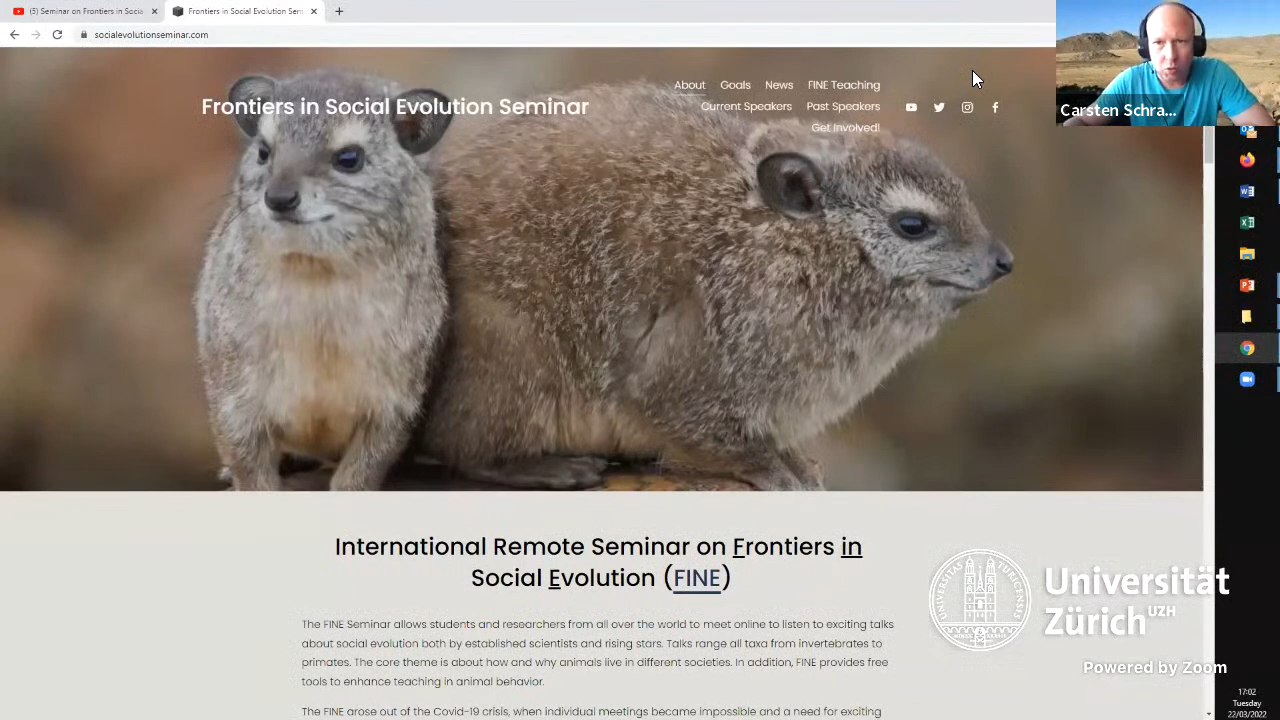 (5) Seminar on Frontiers in Socia
Frontiers in Social Evolution Sem
socialevolutionseminar.com
Carsten Schra...
Frontiers in Social Evolution Seminar
About Goals News FINE Teaching
Current Speakers Past Speakers
Get Involved!
International Remote Seminar on Frontiers in
Social Evolution (FINE)
The FINE Seminar allows students and researchers from all over the world to meet online to listen to exciting talks
about social evolution both by established scientists and rising stars. Talks range all taxa from invertebrates to
primates. The core theme is about how and why animals live in different societies. In addition, FINE provides free
tools to enhance teaching in animal behavior.
The FINE arose out of the Covid-19 crisis, when individual meetings became impossible and a need for exciting
Universität
Zürich UZH
Powered by Zoom
17:02
Tuesday
22/03/2022